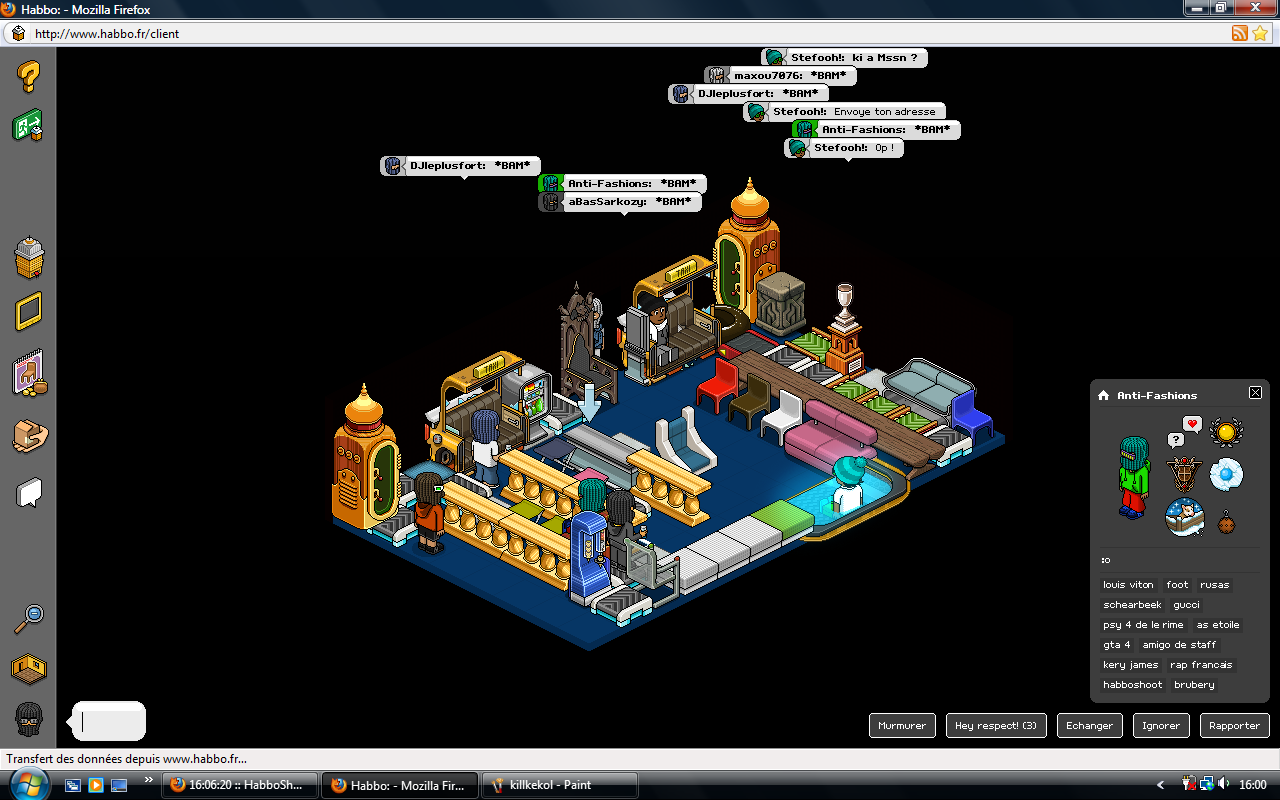 Habbo: - Mozilla Firefox
http://www.habbo.fr/client
Stefooh!: ki a Mssn ?
maxou7076: *BAM*
DJleplusfort: *BAM*
Stefooh!: Envoye ton adresse
Anti-Fashions: *BAM*
Stefooh!: Op !
DJleplusfort: *BAM*
Anti-Fashions: *BAM*
aBasSarkozy: *BAM*
TAXI
TAXI
Anti-Fashions
:o
louis viton foot rusas
schearbeek gucci
psy 4 de le rime as etoile
gta 4 amigo de staff
kery james rap francais
habboshoot brubery
Murmurer Hey respect! (3) Echanger Ignorer Rapporter
Transfert des données depuis www.habbo.fr...
16:06:20 :: HabboSh... Habbo: - Mozilla Fir... killkekol - Paint 16:00